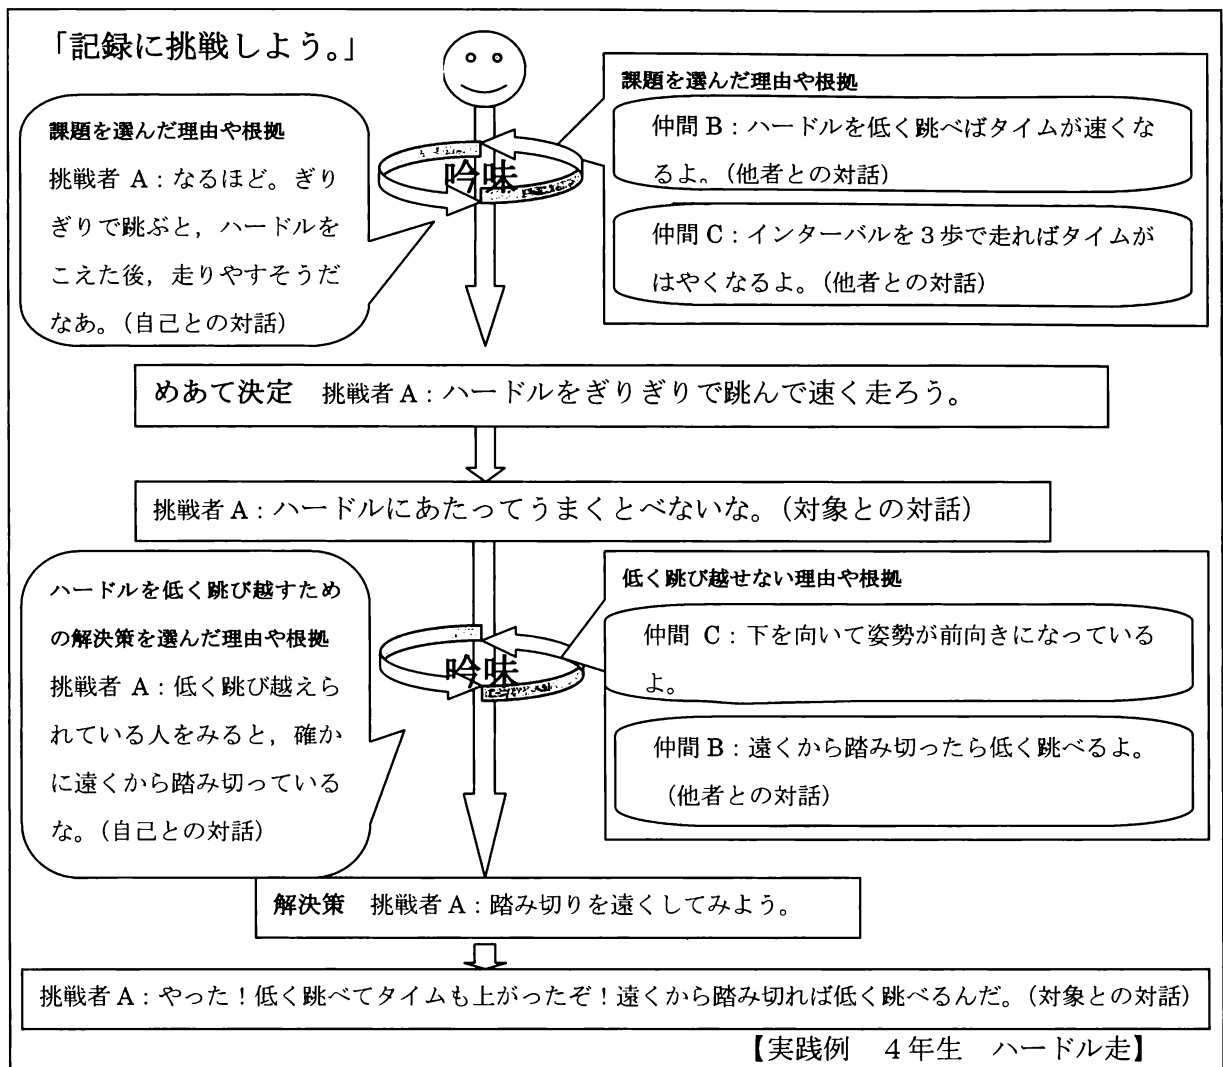 「記録に挑戦しよう。」
課題を選んだ理由や根拠
挑戦者 A：なるほど。ぎり
ぎりで跳ぶと，ハードルを
こえた後，走りやすそうだ
なあ。（自己との対話）
吟味
課題を選んだ理由や根拠
仲間 B：ハードルを低く跳べばタイムが速くな
るよ。（他者との対話）
仲間 C：インターバルを３歩で走ればタイムが
はやくなるよ。（他者との対話）
めあて決定　挑戦者 A：ハードルをぎりぎりで跳んで速く走ろう。
挑戦者 A：ハードルにあたってうまくとべないな。（対象との対話）
ハードルを低く跳び越すため
の解決策を選んだ理由や根拠
挑戦者 A：低く跳び越えら
れている人をみると，確か
に遠くから踏み切っている
な。（自己との対話）
吟味
低く跳び越せない理由や根拠
仲間 C：下を向いて姿勢が前向きになっている
よ。
仲間 B：遠くから踏み切ったら低く跳べるよ。
（他者との対話）
解決策　挑戦者 A：踏み切りを遠くしてみよう。
挑戦者 A：やった！低く跳べてタイムも上がったぞ！遠くから踏み切れば低く跳べるんだ。（対象との対話）
【実践例　４年生　ハードル走】